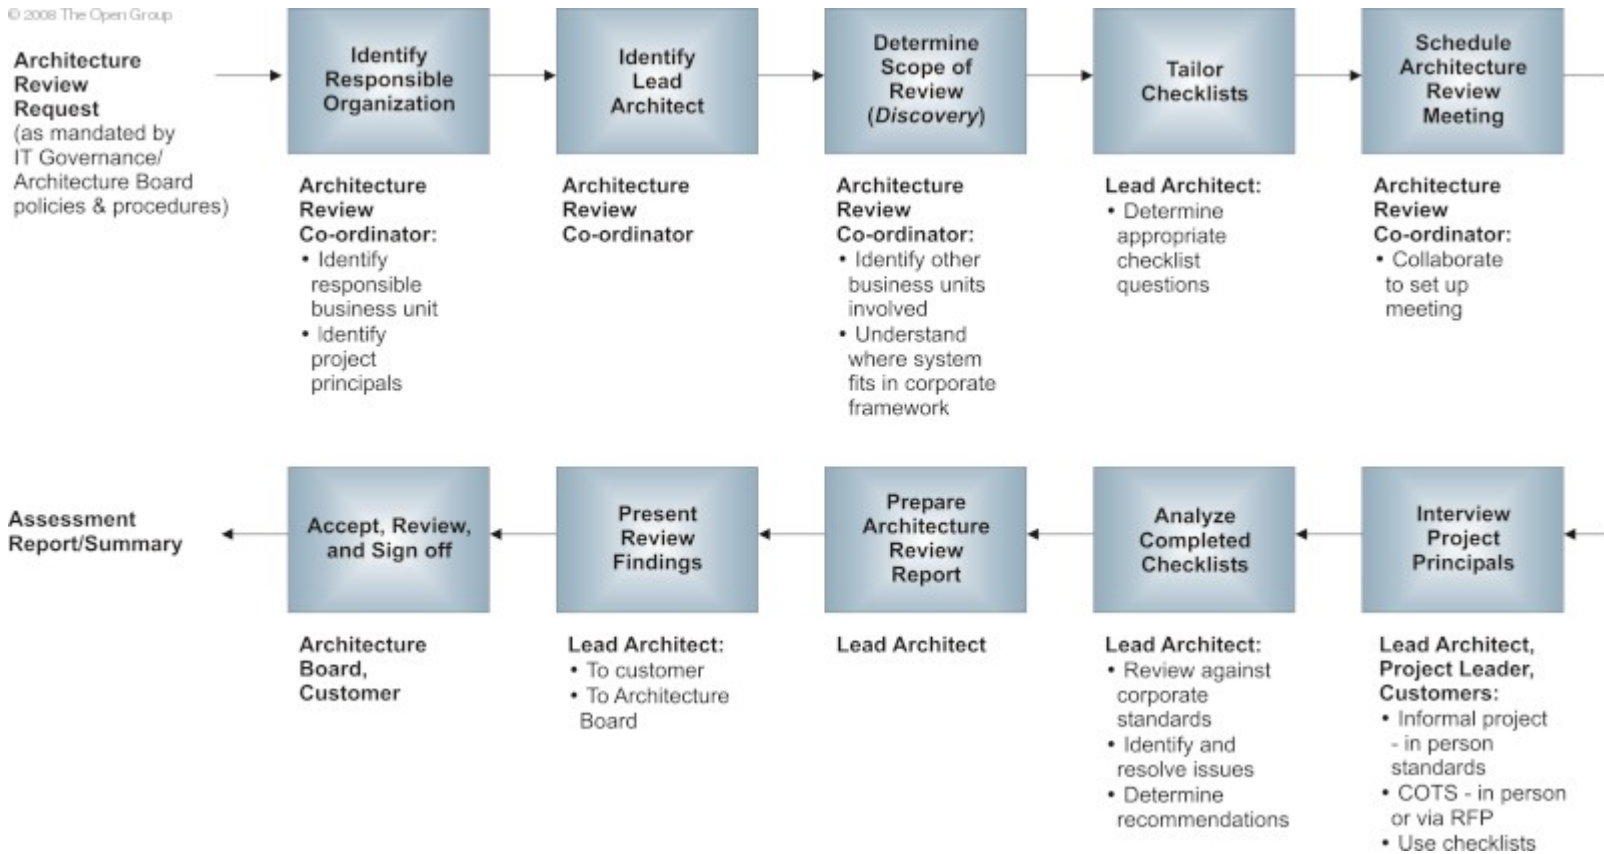 © 2008 The Open Group
Architecture
Review
Request
(as mandated by
IT Governance/
Architecture Board
policies & procedures)
Identify
Responsible
Organization
Architecture
Review
Co-ordinator:
• Identify
responsible
business unit
• Identify
project
principals
Identify
Lead
Architect
Architecture
Review
Co-ordinator
Determine
Scope of
Review
(Discovery)
Architecture
Review
Co-ordinator:
• Identify other
business units
involved
• Understand
where system
fits in corporate
framework
Tailor
Checklists
Lead Architect:
• Determine
appropriate
checklist
questions
Schedule
Architecture
Review
Meeting
Architecture
Review
Co-ordinator:
• Collaborate
to set up
meeting
Interview
Project
Principals
Lead Architect,
Project Leader,
Customers:
• Informal project
- in person
standards
• COTS - in person
or via RFP
• Use checklists
Analyze
Completed
Checklists
Lead Architect:
• Review against
corporate
standards
• Identify and
resolve issues
• Determine
recommendations
Prepare
Architecture
Review
Report
Lead Architect
Present
Review
Findings
Lead Architect:
• To customer
• To Architecture
Board
Accept, Review,
and Sign off
Architecture
Board,
Customer
Assessment
Report/Summary